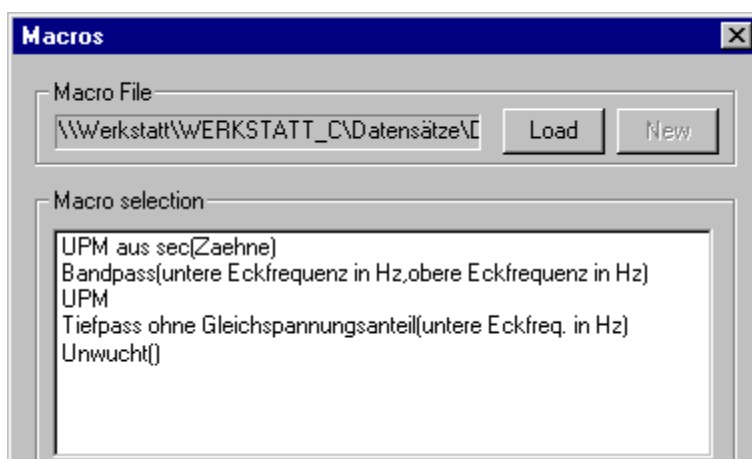 Macros
Macro File
\\Werkstatt\WERKSTATT_C\Datensätze\D
Load
New
Macro selection
UPM aus sec(Zaehne)
Bandpass(untere Eckfrequenz in Hz,obere Eckfrequenz in Hz)
UPM
Tiefpass ohne Gleichspannungsanteil(untere Eckfreq. in Hz)
Unwucht()